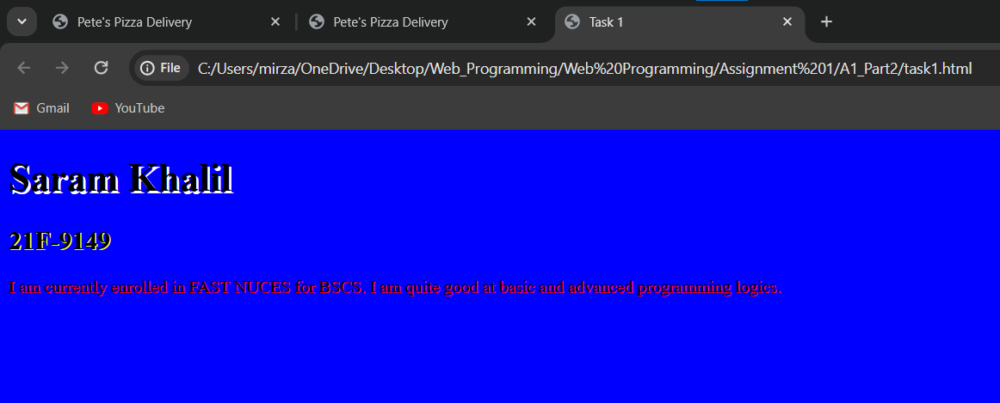 Pete's Pizza Delivery
Pete's Pizza Delivery
Task 1
File
C:/Users/mirza/OneDrive/Desktop/Web_Programming/Web%20Programming/Assignment%201/A1_Part2/task1.html
Gmail
YouTube
Saram Khalil
21F-9149
I am currently enrolled in FAST NUCES for BSCS. I am quite good at basic and advanced programming logics.